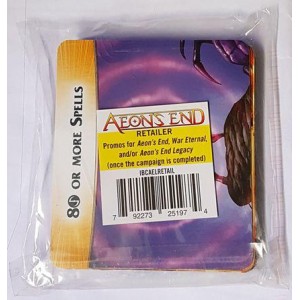 80 OR MORE SPELLS
AEON'S END
RETAILER
Promos for Aeon's End, War Eternal,
and/or Aeon's End Legacy
(once the campaign is completed)
IBCAELRETAIL
7 92273 25197 4